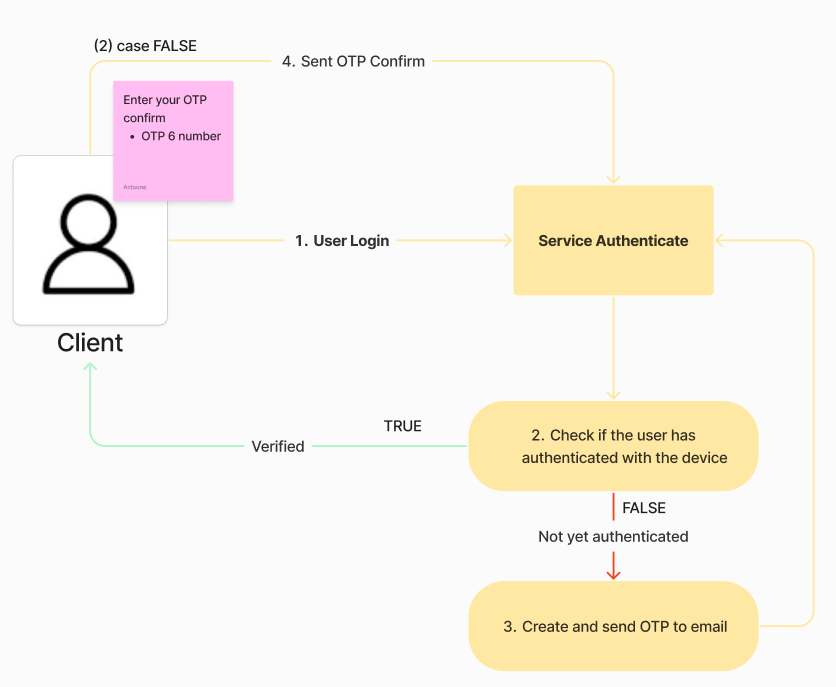 (2) case FALSE
4. Sent OTP Confirm
Enter your OTP
confirm
• OTP 6 number
1. User Login
Service Authenticate
Client
TRUE
Verified
2. Check if the user has
authenticated with the device
FALSE
Not yet authenticated
3. Create and send OTP to email